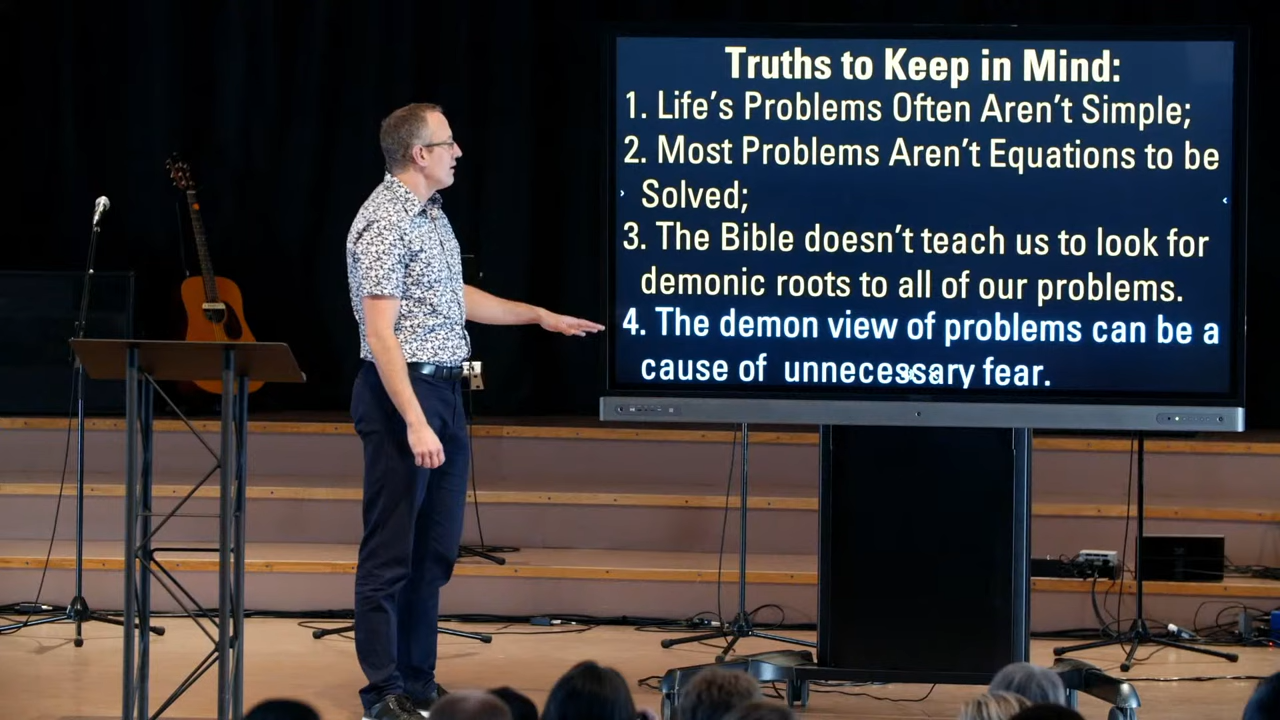 Truths to Keep in Mind:
1. Life's Problems Often Aren't Simple;
2. Most Problems Aren't Equations to be
Solved;
3. The Bible doesn't teach us to look for
demonic roots to all of our problems.
4. The demon view of problems can be a
cause of unnecessary fear.